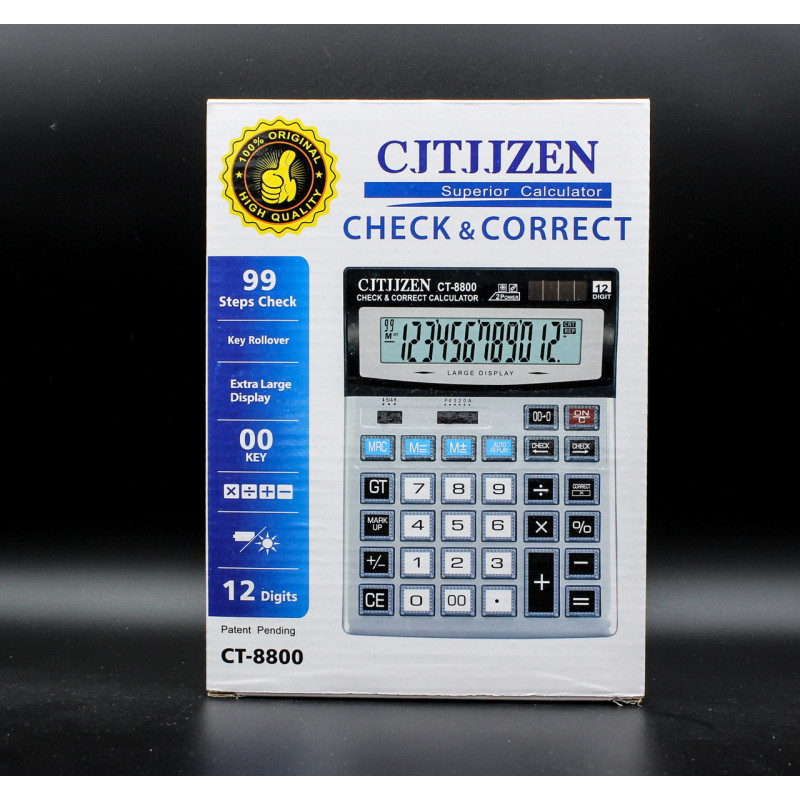 100% ORIGINAL
HIGH QUALITY
CJTJJZEN
Superior Calculator
CHECK & CORRECT
99
Steps Check
Key Rollover
Extra Large
Display
00
KEY
× ÷ + −
12 Digits
Patent Pending
CT-8800
CJTJJZEN CT-8800
CHECK & CORRECT CALCULATOR
2 POWER
12
DIGIT
99
M
123456789012.
LARGE DISPLAY
00→0 ON/C
MRC M= M± AUTO REPLAY CHECK ← CHECK →
GT 7 8 9 ÷ CORRECT ×
MARK UP 4 5 6 × %
+/− 1 2 3 + −
CE 0 00 · =